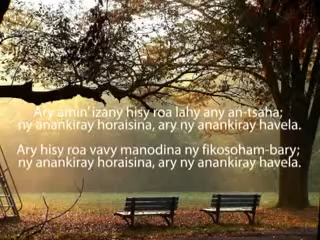 Ary amin'izany hisy roa lahy any an-tsaha;
ny anankiray horaisina, ary ny anankiray havela.
Ary hisy roa vavy manodina ny fikosoham-bary;
ny anankiray horaisina, ary ny anankiray havela.